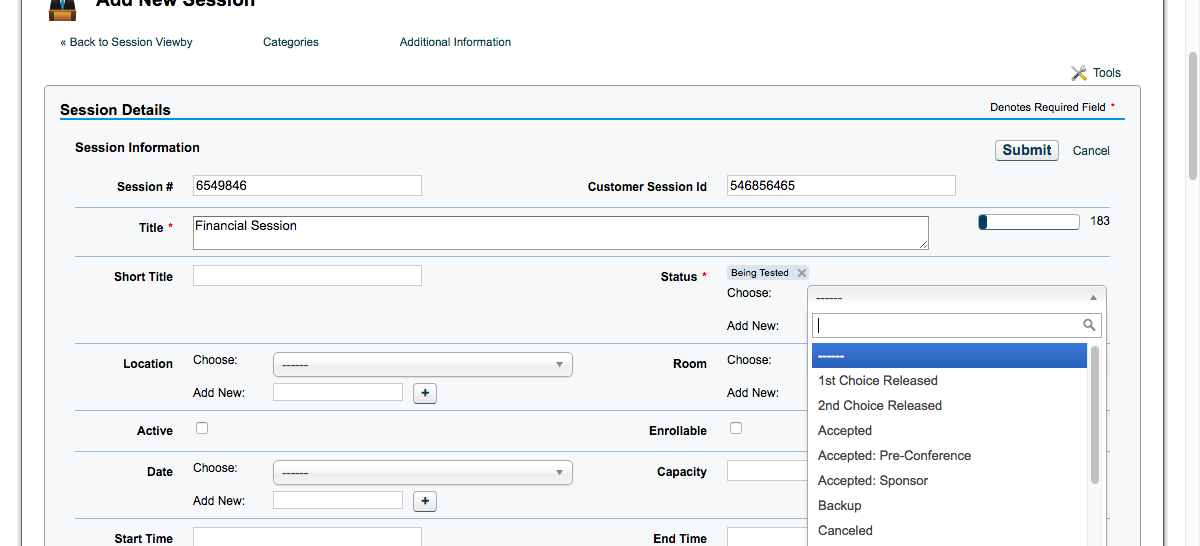 Add New Session
« Back to Session Viewby Categories Additional Information
Tools
Session Details Denotes Required Field *
Session Information Submit Cancel
Session # 6549846 Customer Session Id 546856465
Title * Financial Session 183
Short Title Status * Being Tested
Choose: ------
Add New:
Location Choose: ------ Room Choose:
Add New: + Add New:
------
1st Choice Released
2nd Choice Released
Accepted
Accepted: Pre-Conference
Accepted: Sponsor
Backup
Canceled
Active Enrollable
Date Choose: ------ Capacity
Add New: +
Start Time End Time